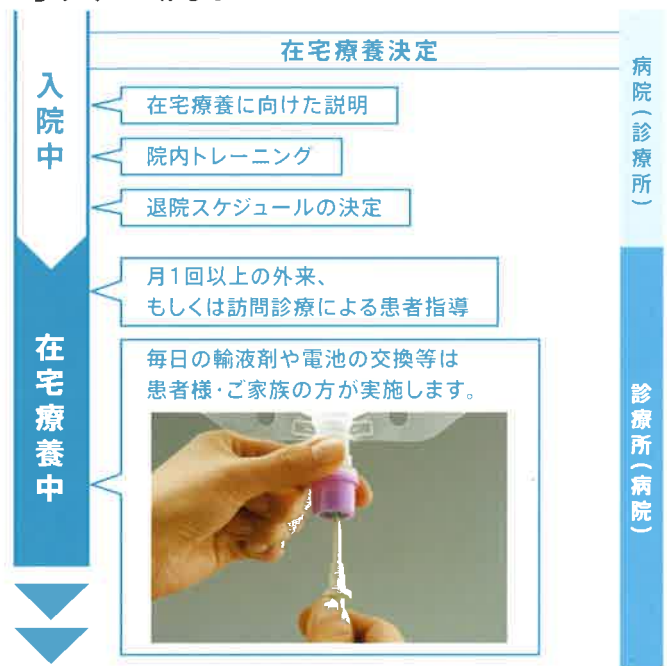 在宅療養決定
入院中
在宅療養に向けた説明
院内トレーニング
退院スケジュールの決定
病院(診療所)
在宅療養中
月1回以上の外来、
もしくは訪問診療による患者指導
毎日の輸液剤や電池の交換等は
患者様・ご家族の方が実施します。
診療所(病院)